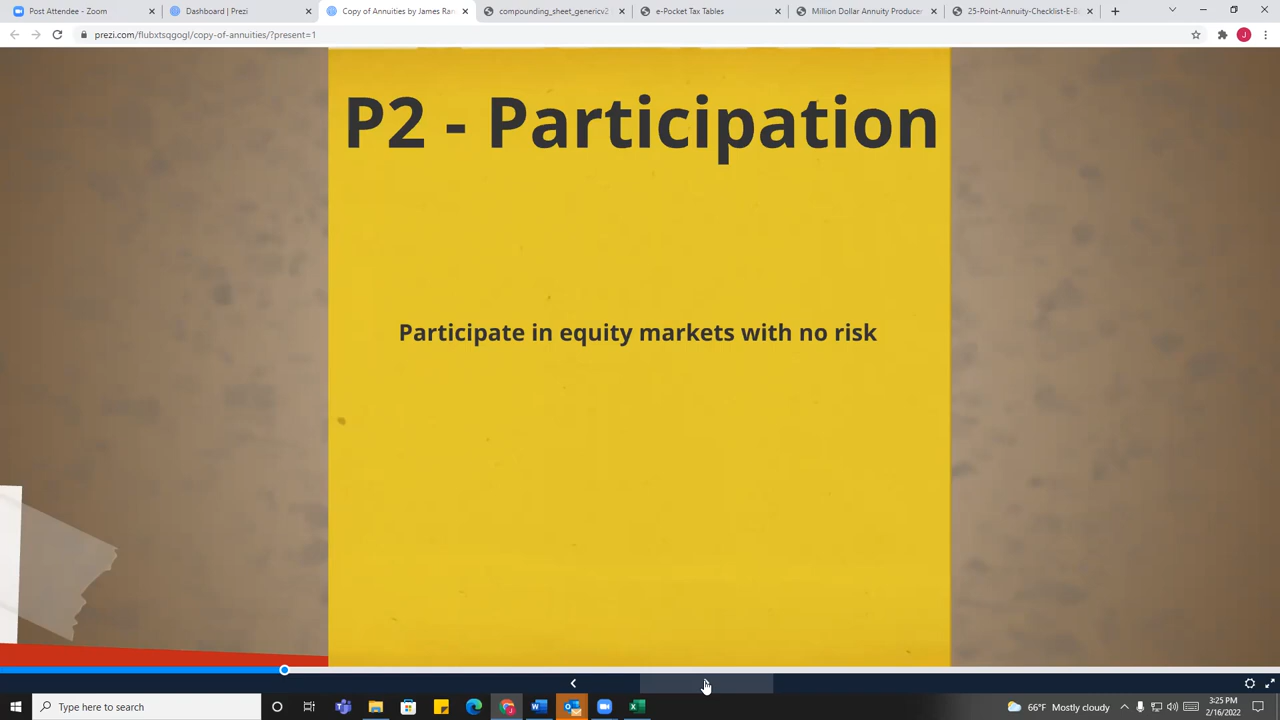 Post Attendee - Zoom
Dashboard | Prezi
Copy of Annuities by James Ran
compounding_sheet_genericv2
e-Pocket Tax Tables
Million Dollar Annuity Producer
25-Point-Annuity-Checklist-E-B
prezi.com/flubxtsqgogl/copy-of-annuities/?present=1
J
P2 - Participation
Participate in equity markets with no risk
Type here to search
66°F Mostly cloudy
3:25 PM
2/16/2022